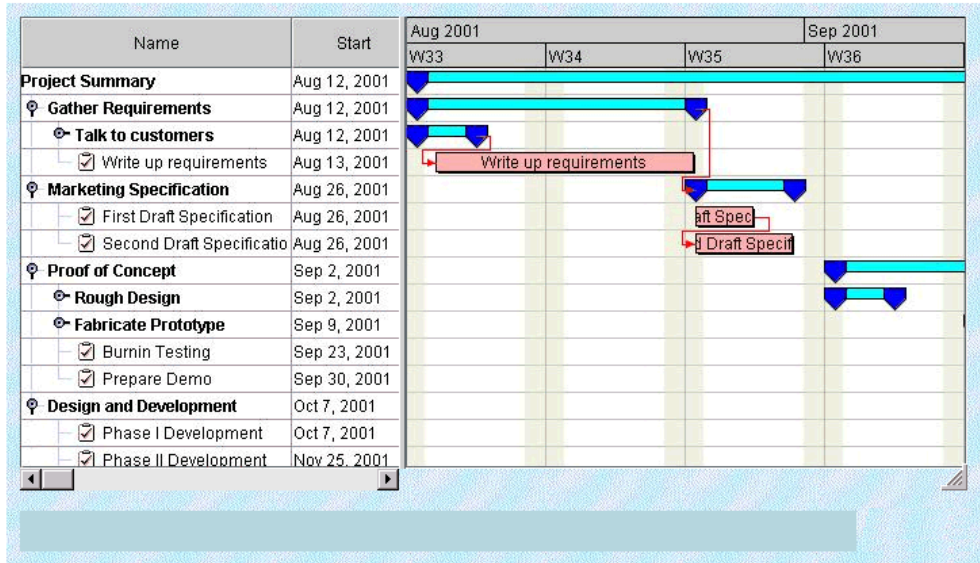 Name Start Aug 2001 Sep 2001
W33 W34 W35 W36
Project Summary Aug 12, 2001
Gather Requirements Aug 12, 2001
Talk to customers Aug 12, 2001
Write up requirements Aug 13, 2001 Write up requirements
Marketing Specification Aug 26, 2001
First Draft Specification Aug 26, 2001 aft Spec
Second Draft Specificatio Aug 26, 2001 d Draft Specif
Proof of Concept Sep 2, 2001
Rough Design Sep 2, 2001
Fabricate Prototype Sep 9, 2001
Burnin Testing Sep 23, 2001
Prepare Demo Sep 30, 2001
Design and Development Oct 7, 2001
Phase I Development Oct 7, 2001
Phase II Development Nov 25, 2001